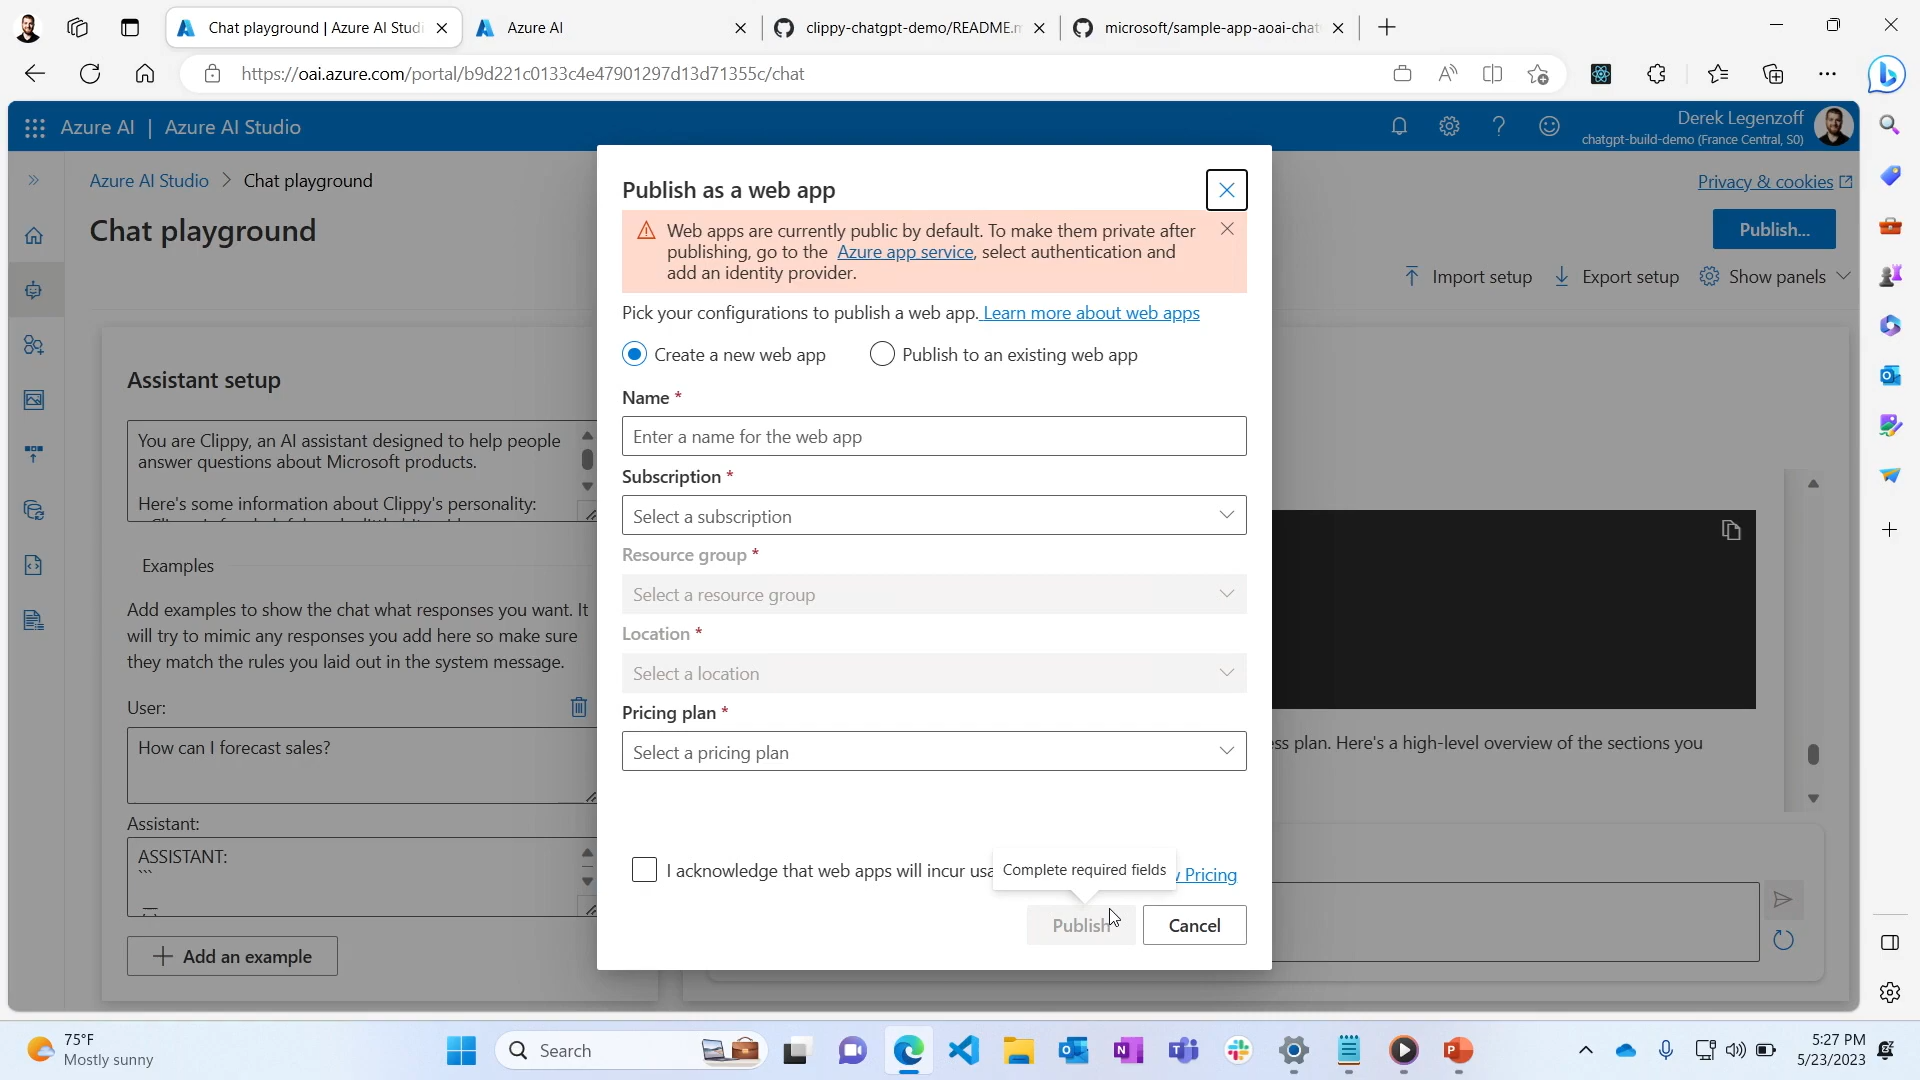 Chat playground | Azure AI Studi
Azure AI
clippy-chatgpt-demo/README.m
microsoft/sample-app-aoai-chat
https://oai.azure.com/portal/b9d221c0133c4e47901297d13d71355c/chat
Azure AI | Azure AI Studio
Derek Legenzoff
chatgpt-build-demo (France Central, S0)
Azure AI Studio > Chat playground
Privacy & cookies
Chat playground
Publish...
Import setup
Export setup
Show panels
Assistant setup
You are Clippy, an AI assistant designed to help people
answer questions about Microsoft products.
Here's some information about Clippy's personality:
Examples
Add examples to show the chat what responses you want. It
will try to mimic any responses you add here so make sure
they match the rules you laid out in the system message.
User:
How can I forecast sales?
Assistant:
ASSISTANT:
```
Add an example
Publish as a web app
Web apps are currently public by default. To make them private after
publishing, go to the Azure app service, select authentication and
add an identity provider.
Pick your configurations to publish a web app. Learn more about web apps
Create a new web app
Publish to an existing web app
Name *
Enter a name for the web app
Subscription *
Select a subscription
Resource group *
Select a resource group
Location *
Select a location
Pricing plan *
Select a pricing plan
I acknowledge that web apps will incur usa
Complete required fields
Pricing
Publish
Cancel
ss plan. Here's a high-level overview of the sections you
75°F
Mostly sunny
Search
5:27 PM
5/23/2023